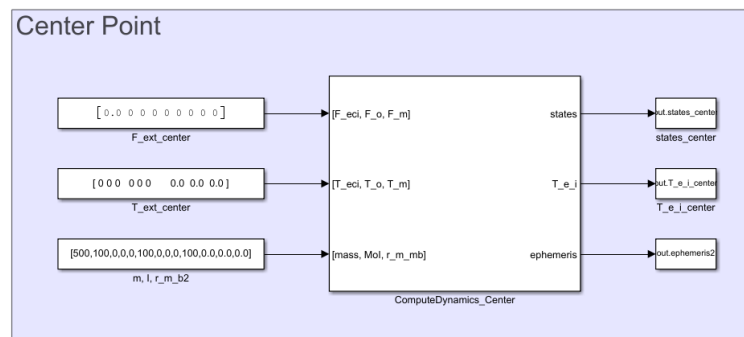 Center Point
[0.0 0 0 0 0 0 0 0 0]
F_ext_center
[F_eci, F_o, F_m]
states
out.states_center
states_center
[ 0 0 0 0 0 0 0.0 0.0 0.0 ]
T_ext_center
[T_eci, T_o, T_m]
T_e_i
out.T_e_i_center
T_e_i_center
[500,100,0,0,0,100,0,0,0,100,0.0,0.0,0.0]
m, I, r_m_b2
[mass, MoI, r_m_mb]
ephemeris
out.ephemeris2
ComputeDynamics_Center